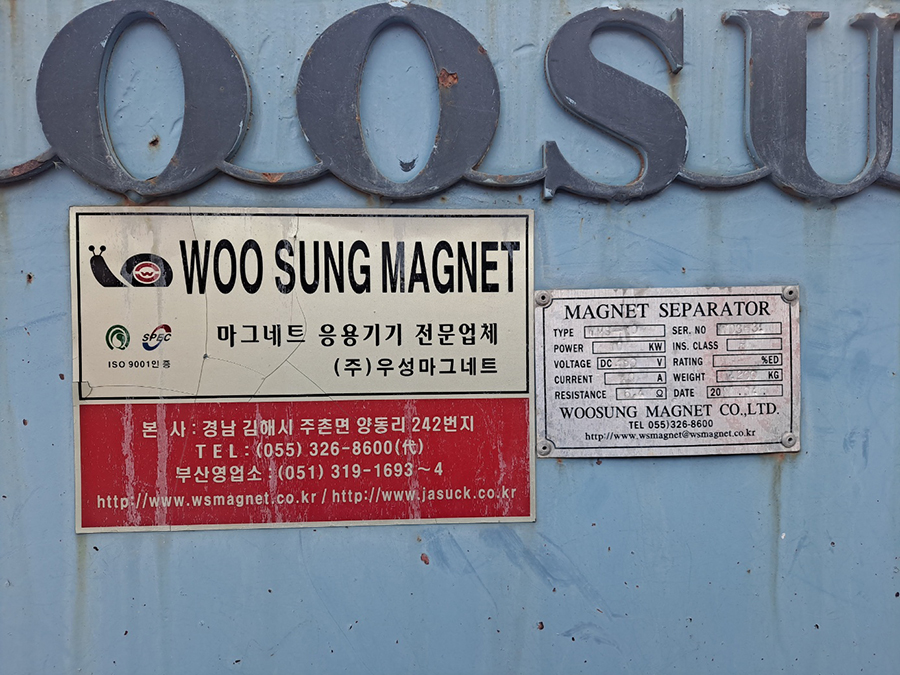 OOSU
WOO SUNG MAGNET
W
SPEC
ISO 9001인증
마그네트 응용기기 전문업체
(주)우성마그네트
본 사 : 경남 김해시 주촌면 양동리 242번지
TEL : (055) 326-8600(代)
부산영업소 : (051) 319-1693~4
http://www.wsmagnet.co.kr / http://www.jasuck.co.kr
MAGNET SEPARATOR
TYPE SER. NO
POWER KW INS. CLASS
VOLTAGE DC V RATING %ED
CURRENT A WEIGHT KG
RESISTANCE Ω DATE 20
WOOSUNG MAGNET CO.,LTD.
TEL 055)326-8600
http://www.wsmagnet@wsmagnet.co.kr